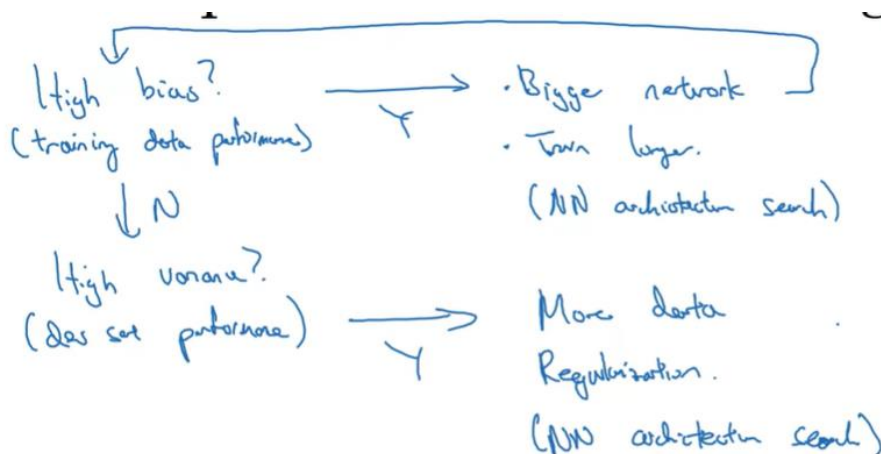 High bias?
(training data performance)
Y
· Bigger network
· Train longer.
(NN architecture search)
N
High variance?
(dev set performance)
Y
More data
Regularization.
(NN architecture search)